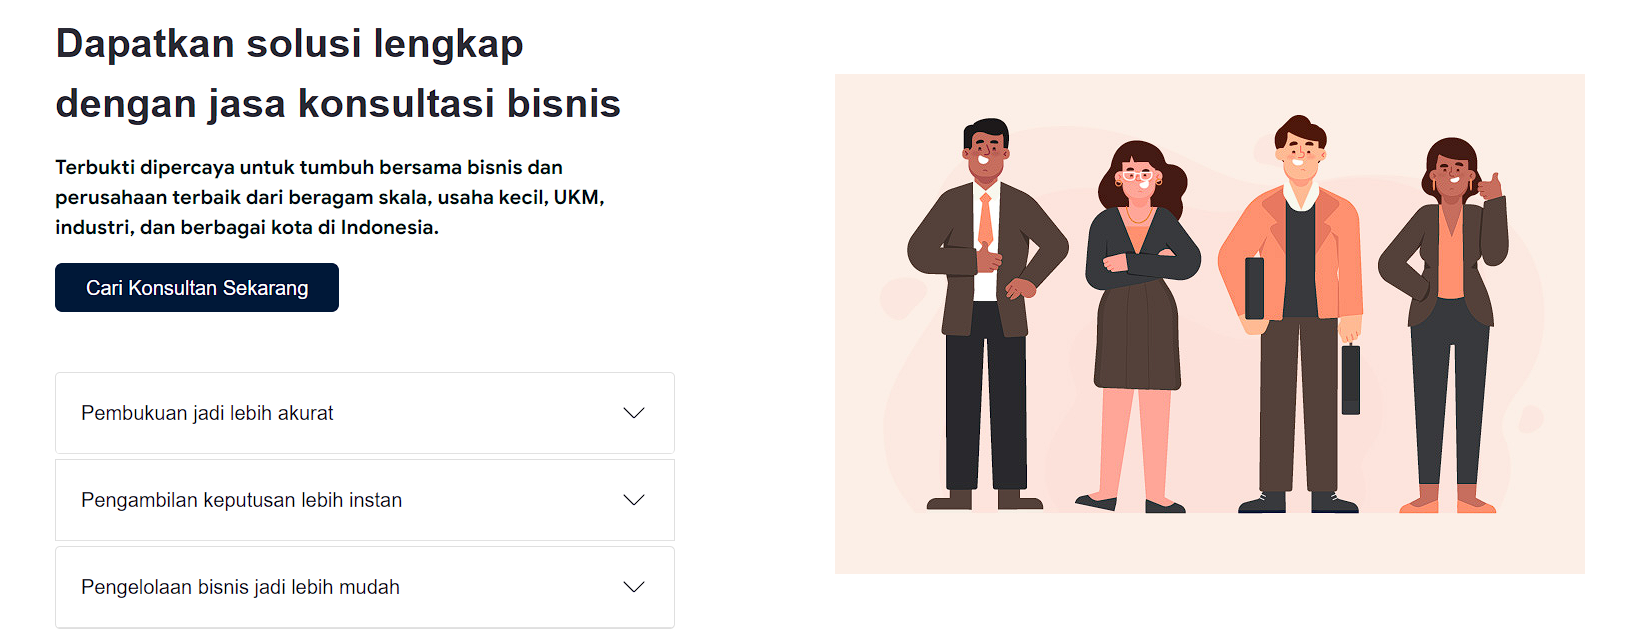 Dapatkan solusi lengkap
dengan jasa konsultasi bisnis
Terbukti dipercaya untuk tumbuh bersama bisnis dan
perusahaan terbaik dari beragam skala, usaha kecil, UKM,
industri, dan berbagai kota di Indonesia.
Cari Konsultan Sekarang
Pembukuan jadi lebih akurat
Pengambilan keputusan lebih instan
Pengelolaan bisnis jadi lebih mudah